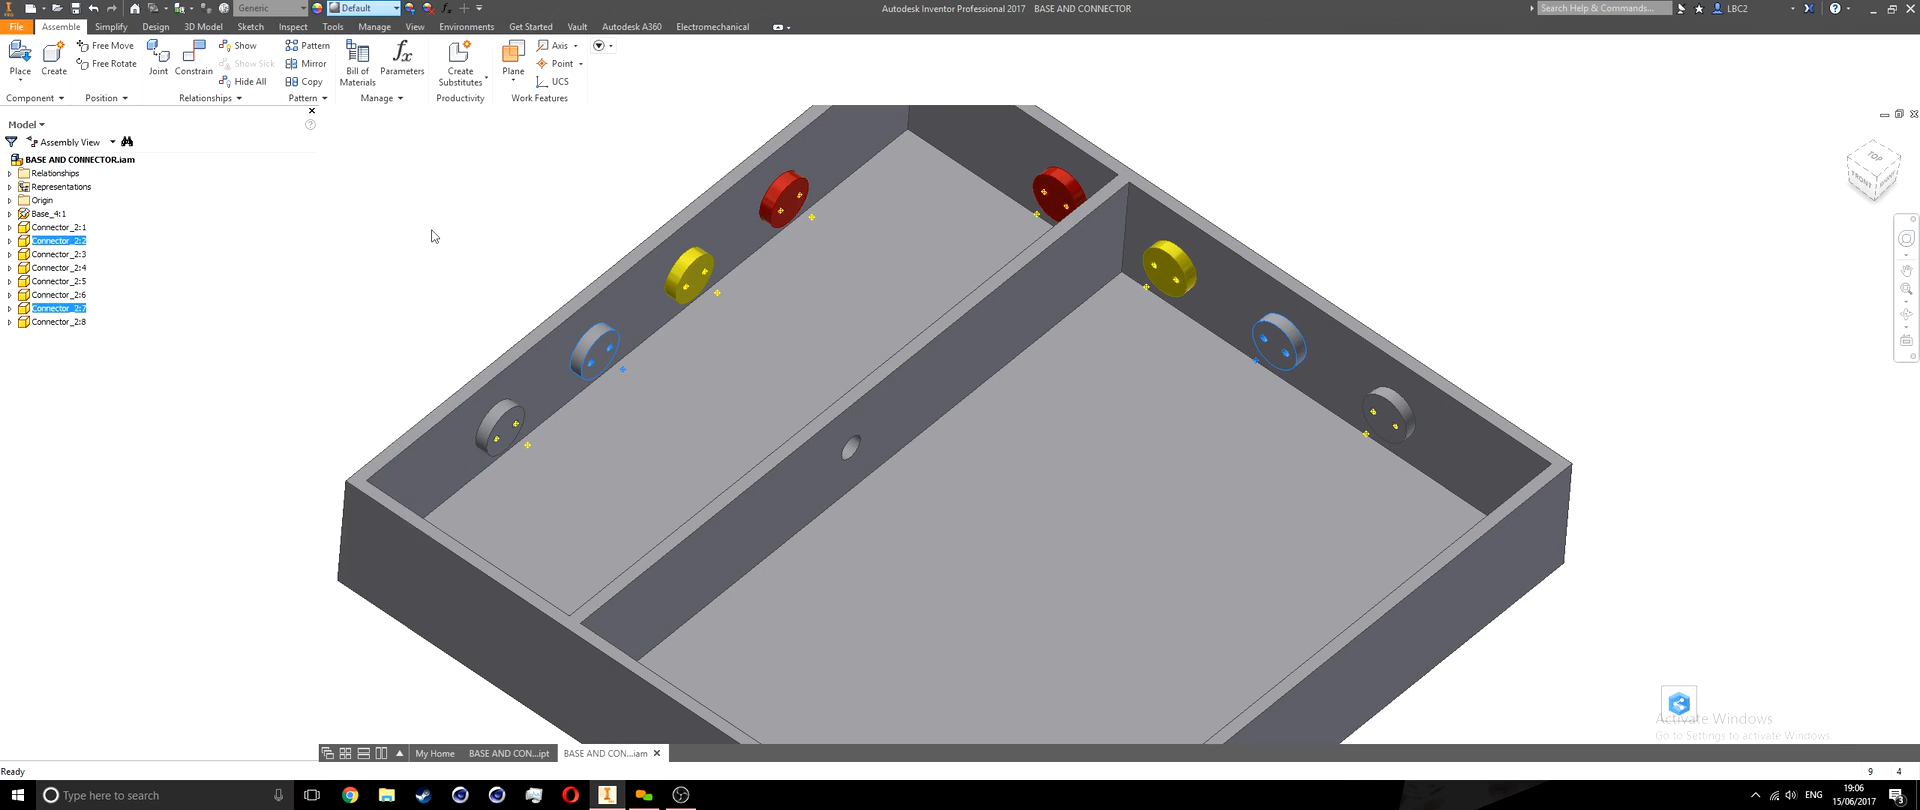 Generic
Default
Autodesk Inventor Professional 2017 BASE AND CONNECTOR
Search Help & Commands...
LBC2
File Assemble Simplify Design 3D Model Sketch Inspect Tools Manage View Environments Get Started Vault Autodesk A360 Electromechanical
Place
Create
Free Move
Free Rotate
Component
Position
Joint
Constrain
Show
Show Sick
Hide All
Relationships
Pattern
Mirror
Copy
Pattern
Bill of
Materials
Parameters
Manage
Create
Substitutes
Productivity
Plane
Axis
Point
UCS
Work Features
Model
Assembly View
BASE AND CONNECTOR.iam
Relationships
Representations
Origin
Base_4:1
Connector_2:1
Connector_2:2
Connector_2:3
Connector_2:4
Connector_2:5
Connector_2:6
Connector_2:7
Connector_2:8
TOP
FRONT
Activate Windows
Go to Settings to activate Windows.
My Home
BASE AND CON...ipt
BASE AND CON...iam
Ready
9 4
Type here to search
ENG
19:06
15/06/2017
3